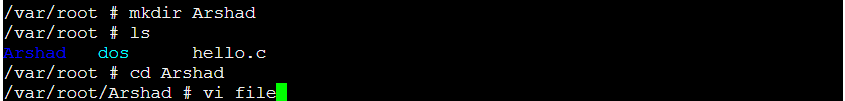 /var/root # mkdir Arshad
/var/root # ls
Arshad   dos      hello.c
/var/root # cd Arshad
/var/root/Arshad # vi file